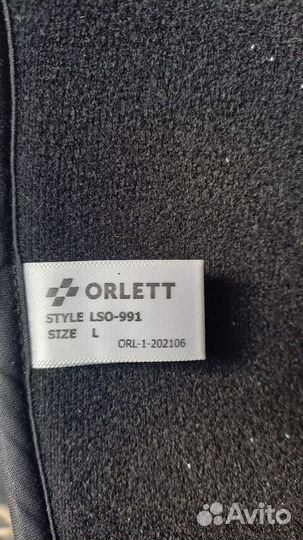 ORLETT
STYLE LSO-991
SIZE L
ORL-1-202106
Avito